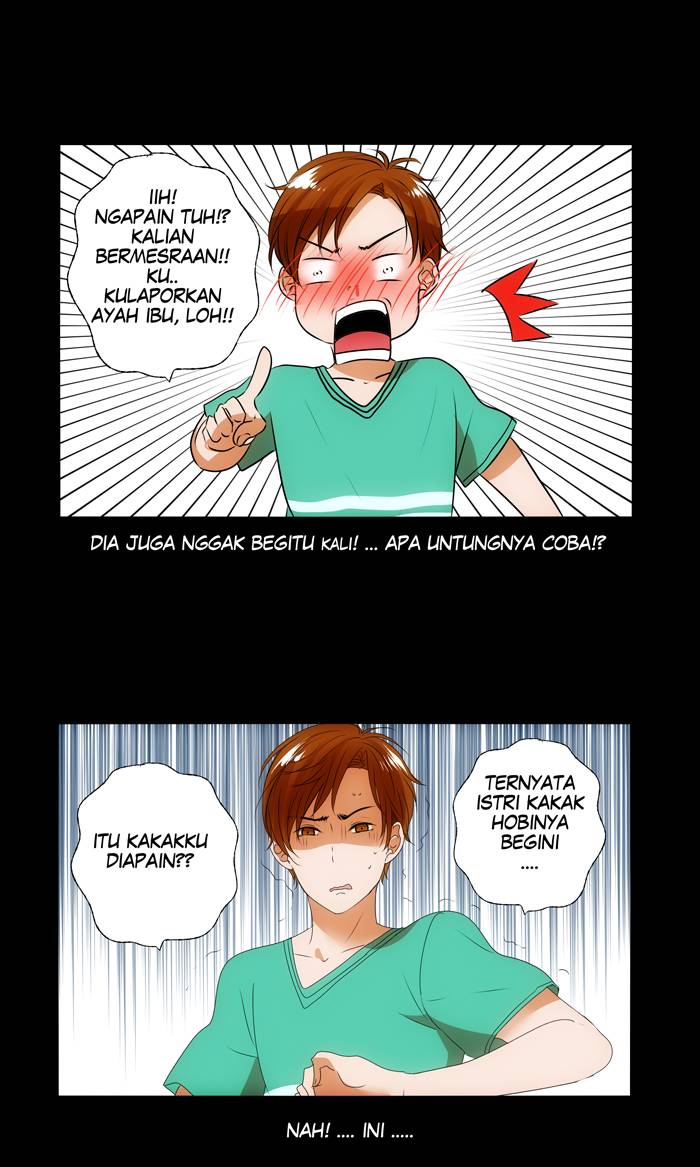 IIH!
NGAPAIN TUH!?
KALIAN
BERMESRAAN!!
KU..
KULAPORKAN
AYAH IBU, LOH!!
DIA JUGA NGGAK BEGITU KALI! ... APA UNTUNGNYA COBA!?
ITU KAKAKKU
DIAPAIN??
TERNYATA
ISTRI KAKAK
HOBINYA
BEGINI
....
NAH! .... INI .....